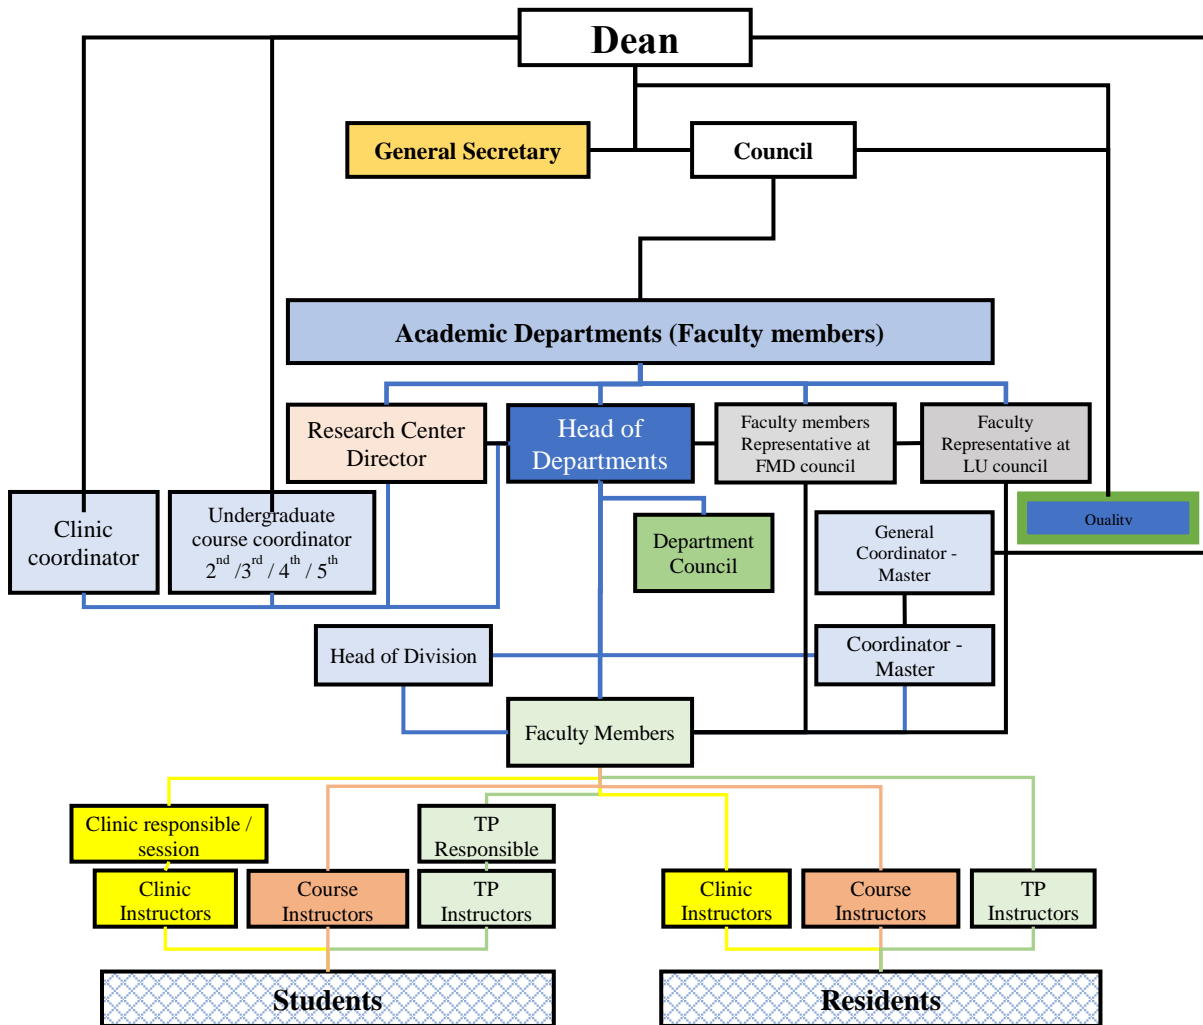 Dean
General Secretary
Council
Academic Departments (Faculty members)
Research Center
Director
Head of
Departments
Faculty members
Representative at
FMD council
Faculty
Representative at
LU council
Clinic
coordinator
Undergraduate
course coordinator
2nd /3rd / 4th / 5th
Department
Council
General
Coordinator -
Master
Quality
Head of Division
Coordinator -
Master
Faculty Members
Clinic responsible /
session
TP
Responsible
Clinic
Instructors
Course
Instructors
TP
Instructors
Clinic
Instructors
Course
Instructors
TP
Instructors
Students
Residents